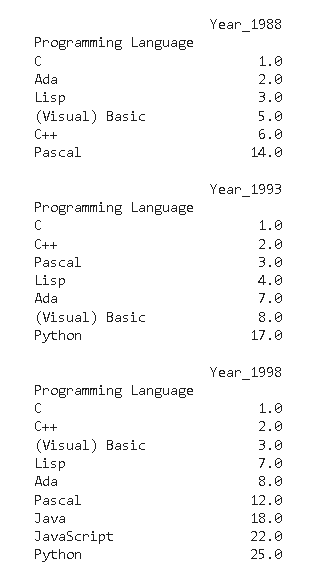 Year_1988
Programming Language
C 1.0
Ada 2.0
Lisp 3.0
(Visual) Basic 5.0
C++ 6.0
Pascal 14.0
Year_1993
Programming Language
C 1.0
C++ 2.0
Pascal 3.0
Lisp 4.0
Ada 7.0
(Visual) Basic 8.0
Python 17.0
Year_1998
Programming Language
C 1.0
C++ 2.0
(Visual) Basic 3.0
Lisp 7.0
Ada 8.0
Pascal 12.0
Java 18.0
JavaScript 22.0
Python 25.0